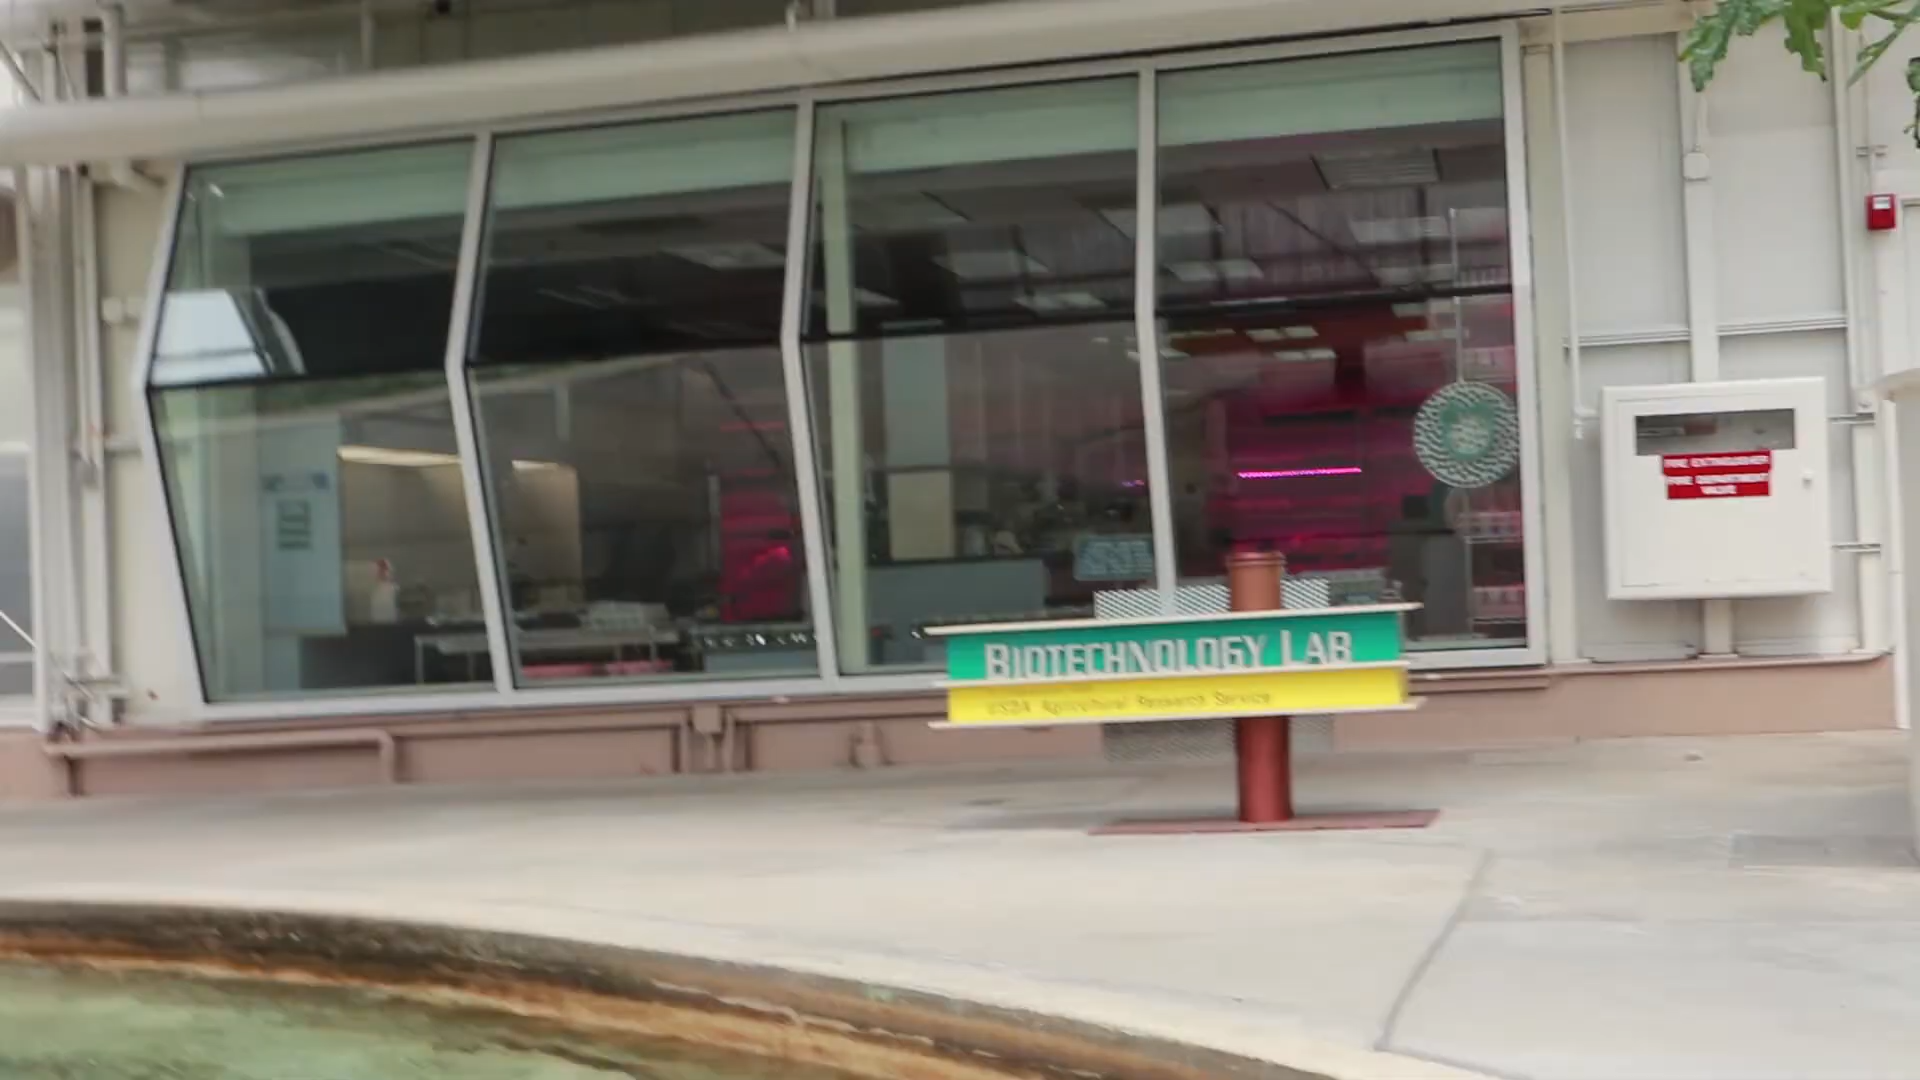 BIOTECHNOLOGY LAB
USDA Agricultural Research Service
FIRE EXTINGUISHER
FIRE DEPARTMENT
VALVE